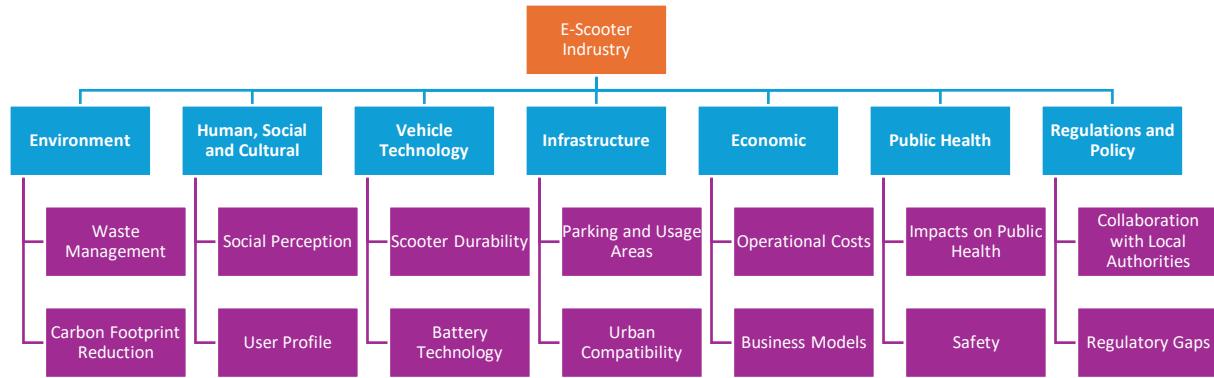 E-Scooter
Indrustry
Environment
Human, Social
and Cultural
Vehicle
Technology
Infrastructure
Economic
Public Health
Regulations and
Policy
Waste
Management
Social Perception
Scooter Durability
Parking and Usage
Areas
Operational Costs
Impacts on Public
Health
Collaboration
with Local
Authorities
Carbon Footprint
Reduction
User Profile
Battery
Technology
Urban
Compatibility
Business Models
Safety
Regulatory Gaps